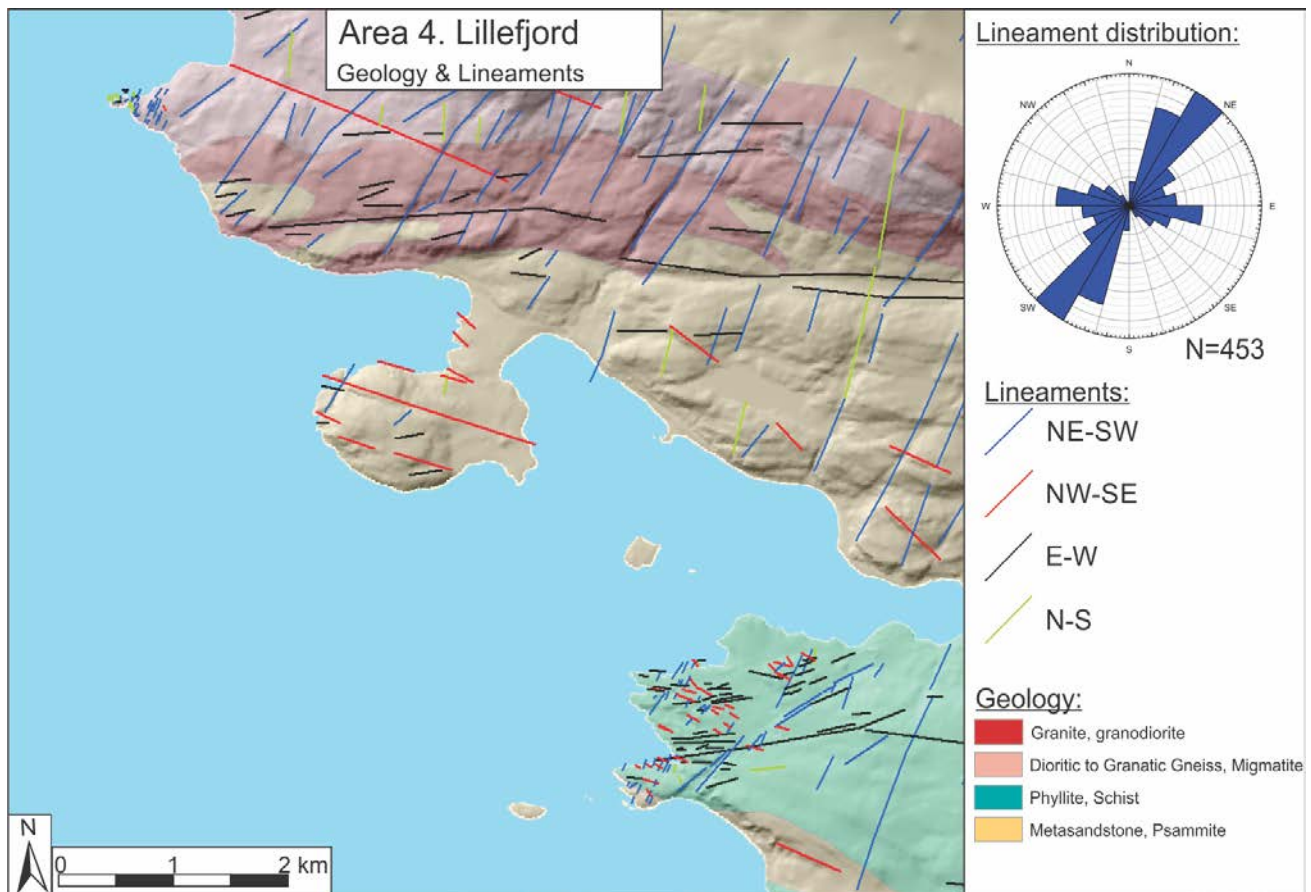 Area 4. Lillefjord
Geology & Lineaments
Lineament distribution:
N
NW
NE
W
E
SW
SE
S
N=453
Lineaments:
NE-SW
NW-SE
E-W
N-S
Geology:
Granite, granodiorite
Dioritic to Granatic Gneiss, Migmatite
Phyllite, Schist
Metasandstone, Psammite
N
0 1 2 km